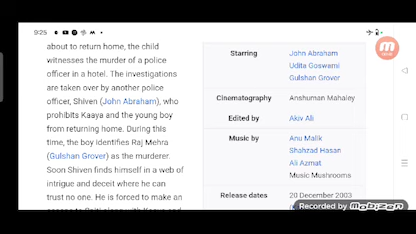 9:25
about to return home, the child
witnesses the murder of a police
officer in a hotel. The investigations
are taken over by another police
officer, Shiven (John Abraham), who
prohibits Kaaya and the young boy
from returning home. During this
time, the boy identifies Raj Mehra
(Gulshan Grover) as the murderer.
Soon Shiven finds himself in a web of
intrigue and deceit where he can
trust no one. He is forced to make an
Starring John Abraham
Udita Goswami
Gulshan Grover
Cinematography Anshuman Mahaley
Edited by Akiv Ali
Music by Anu Malik
Shahzad Hasan
Ali Azmat
Music Mushrooms
Release dates 20 December 2003
Recorded by Mobizen